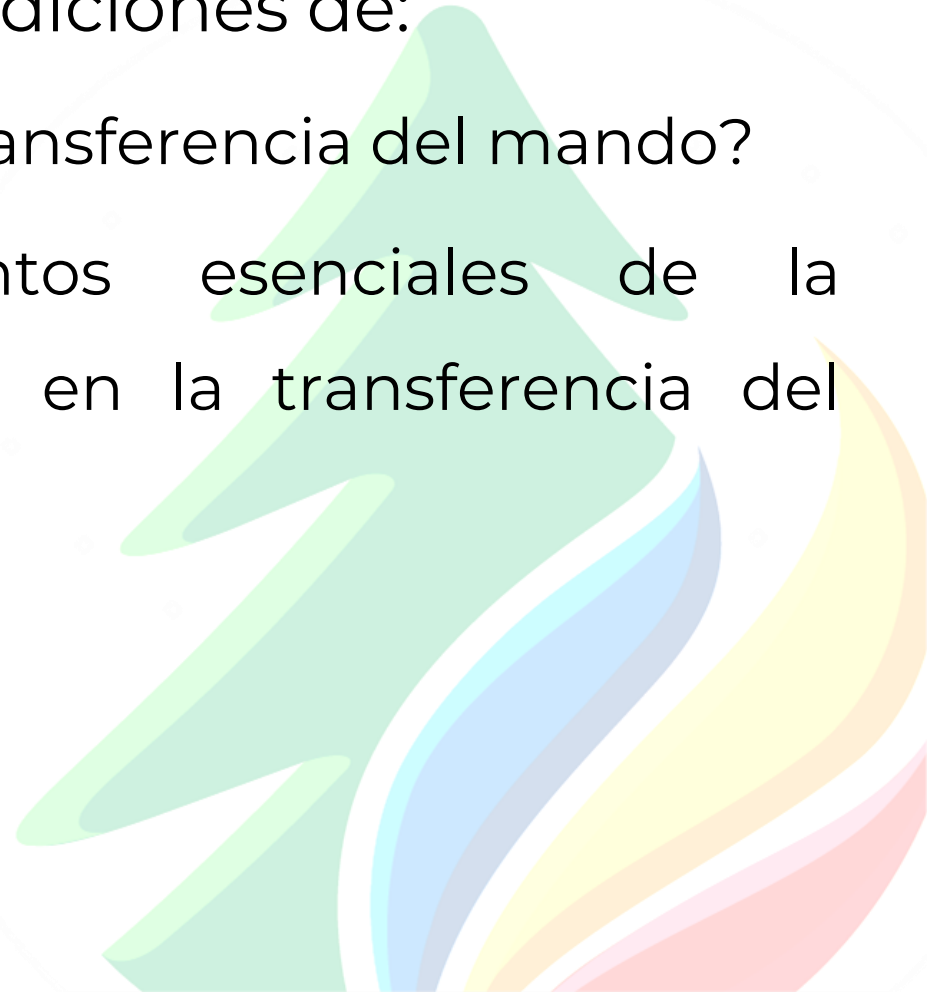 diciones de:
ansferencia del mando?
ntos esenciales de la
en la transferencia del